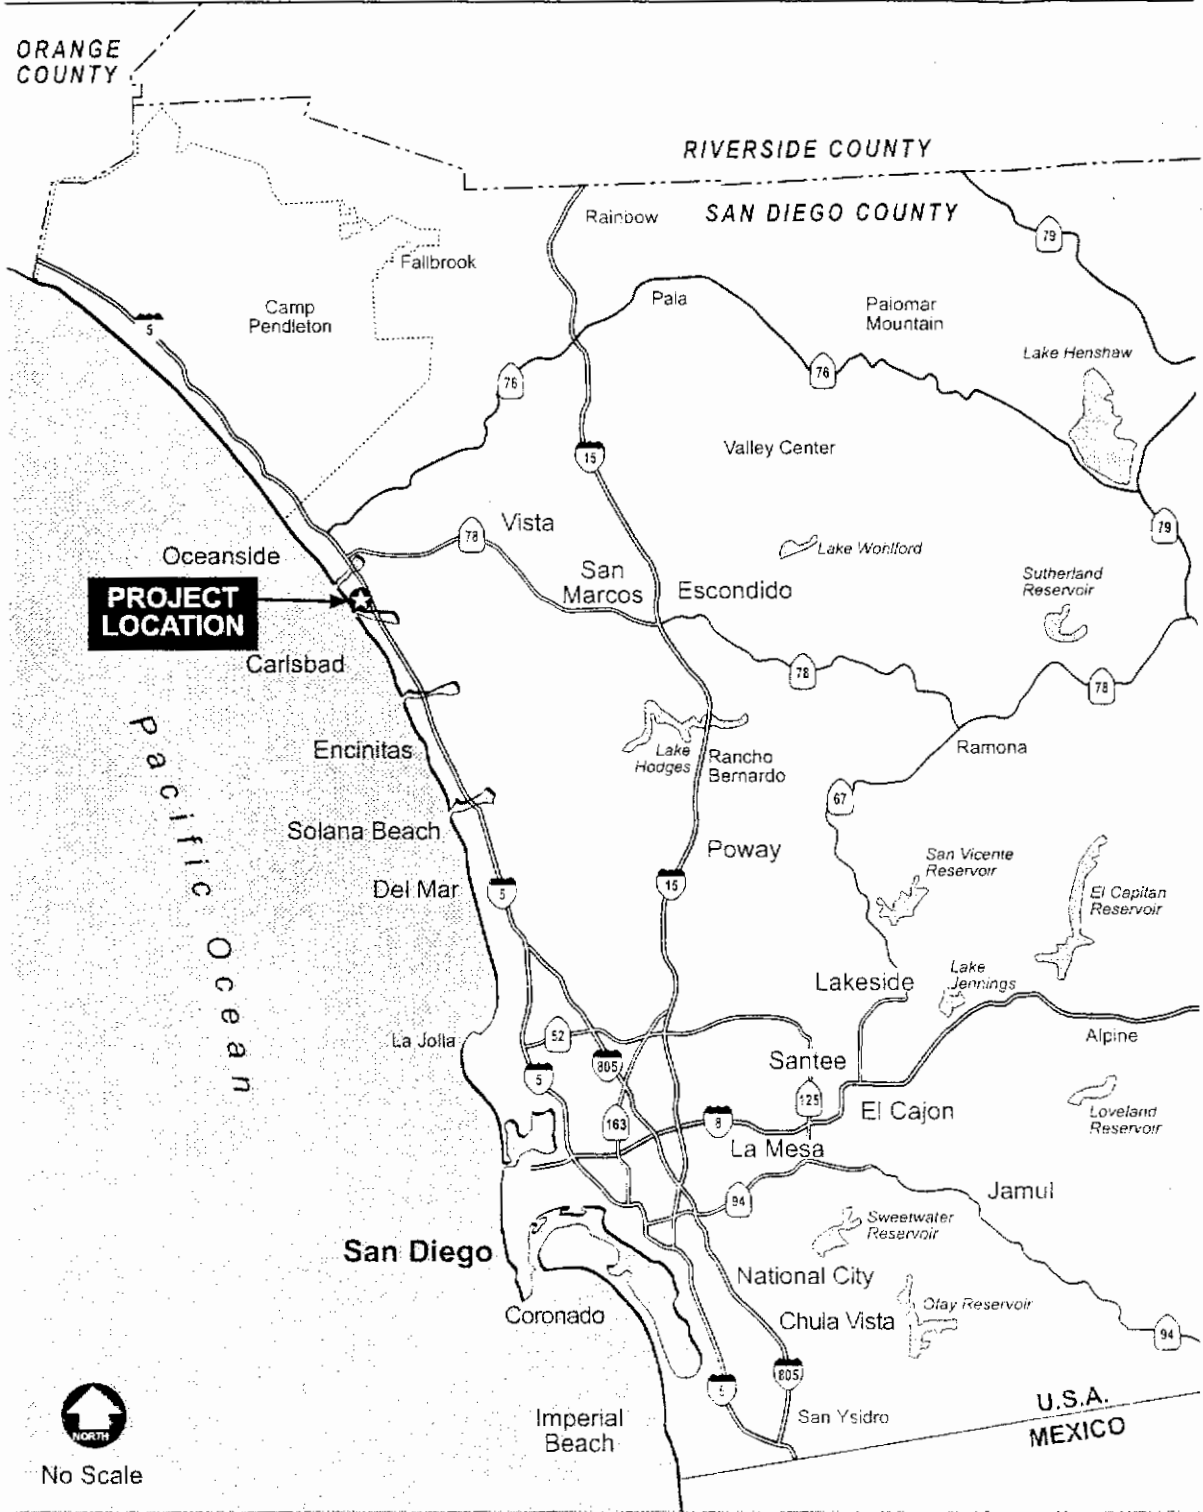 ORANGE
COUNTY
RIVERSIDE COUNTY
SAN DIEGO COUNTY
Rainbow
79
Fallbrook
Pala
Palomar
Mountain
Camp
Pendleton
5
Lake Henshaw
76
76
15
Valley Center
Vista
78
79
Oceanside
Lake Wohlford
San
Marcos
Escondido
Sutherland
Reservoir
PROJECT
LOCATION
Carlsbad
78
78
Pacific Ocean
Encinitas
Lake
Hodges
Rancho
Bernardo
Ramona
67
Solana Beach
Poway
San Vicente
Reservoir
Del Mar
5
15
El Capitan
Reservoir
Lakeside
Lake
Jennings
La Jolla
52
Alpine
805
Santee
5
125
El Cajon
Loveland
Reservoir
163
8
La Mesa
94
Jamul
Sweetwater
Reservoir
San Diego
National City
Coronado
Chula Vista
Otay Reservoir
94
805
5
U.S.A.
MEXICO
San Ysidro
Imperial
Beach
NORTH
No Scale